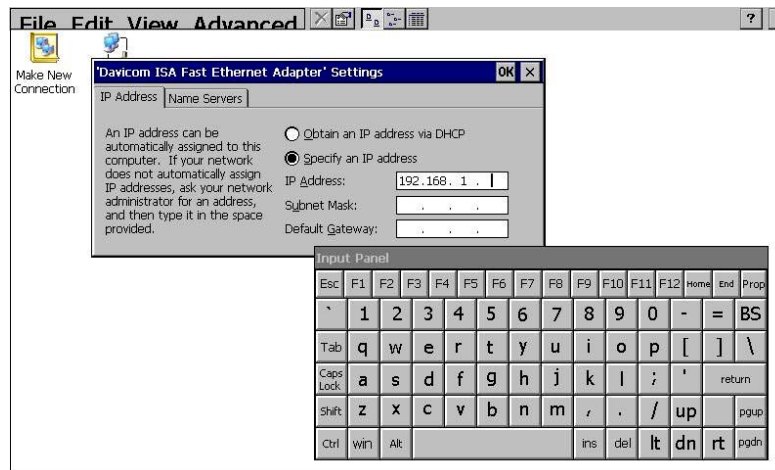 File Edit View Advanced
?
Make New
Connection
'Davicom ISA Fast Ethernet Adapter' Settings OK ×
IP Address Name Servers
An IP address can be
automatically assigned to this
computer. If your network
does not automatically assign
IP addresses, ask your network
administrator for an address,
and then type it in the space
provided.
Obtain an IP address via DHCP
Specify an IP address
IP Address: 192.168. 1 .
Subnet Mask: . . .
Default Gateway: . . .
Input Panel
Esc F1 F2 F3 F4 F5 F6 F7 F8 F9 F10 F11 F12 Home End Prop
` 1 2 3 4 5 6 7 8 9 0 - = BS
Tab q w e r t y u i o p [ ] \
Caps Lock a s d f g h j k l ; ' return
Shift z x c v b n m , . / up pgup
Ctrl win Alt ins del lt dn rt pgdn